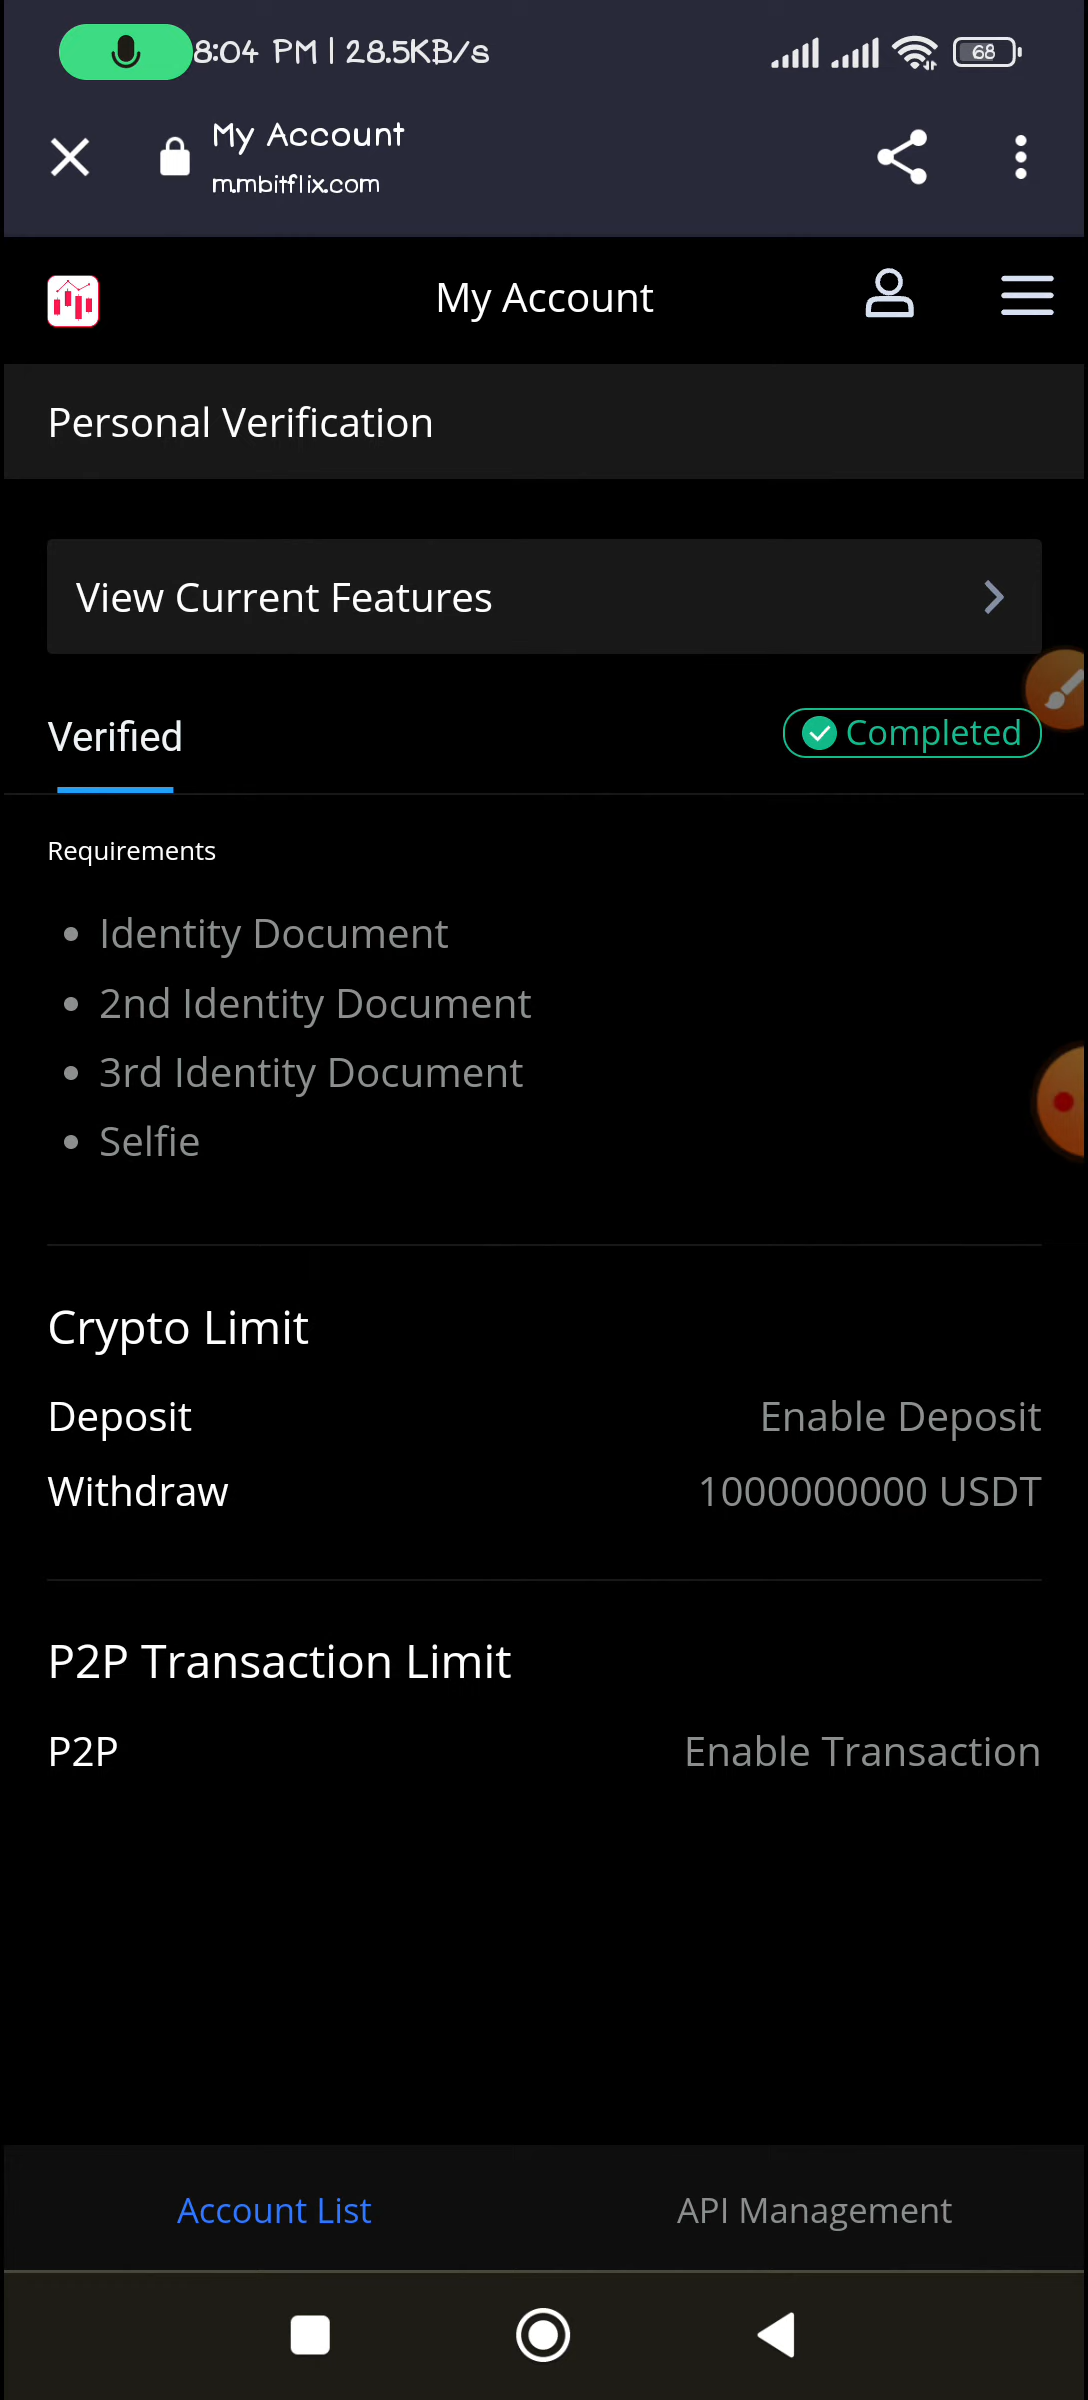 8:04 PM | 28.5KB/s
68
My Account
m.mbitflix.com
My Account
Personal Verification
View Current Features
Verified
Completed
Requirements
Identity Document
2nd Identity Document
3rd Identity Document
Selfie
Crypto Limit
Deposit Enable Deposit
Withdraw 1000000000 USDT
P2P Transaction Limit
P2P Enable Transaction
Account List API Management